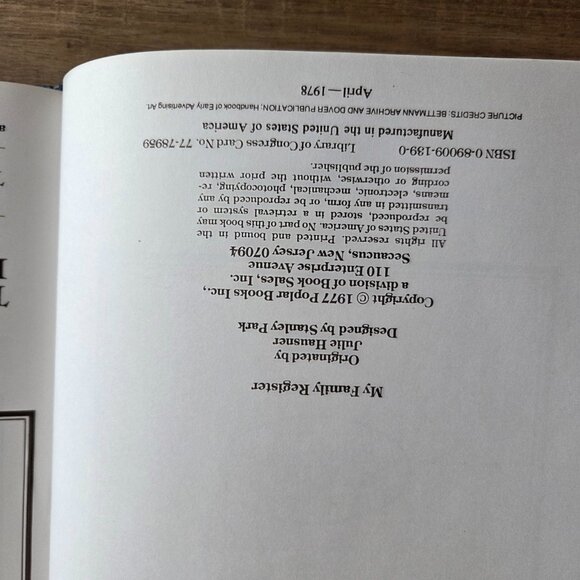 My Family Register
Originated by
Julie Hausner
Designed by Stanley Park
Copyright © 1977 Poplar Books Inc.,
a division of Book Sales, Inc.
110 Enterprise Avenue
Secaucus, New Jersey 07094
All rights reserved. Printed and bound in the
United States of America. No part of this book may
be reproduced, stored in a retrieval system or
transmitted in any form, or be reproduced by any
means, electronic, mechanical, photocopying, re-
cording or otherwise, without the prior written
permission of the publisher.
ISBN 0-89009-139-0 Library of Congress Card No. 77-78959
Manufactured in the United States of America
PICTURE CREDITS: BETTMANN ARCHIVE AND DOVER PUBLICATION, Handbook of Early Advertising Art.
April—1978